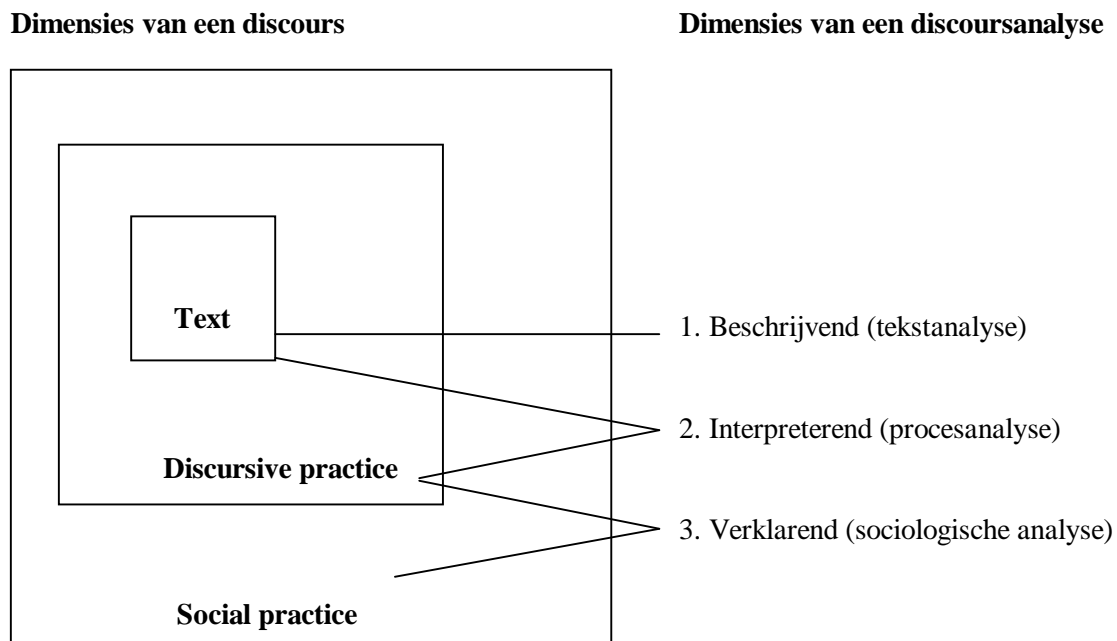 Dimensies van een discours
Dimensies van een discoursanalyse
Text
1. Beschrijvend (tekstanalyse)
2. Interpreterend (procesanalyse)
Discursive practice
3. Verklarend (sociologische analyse)
Social practice